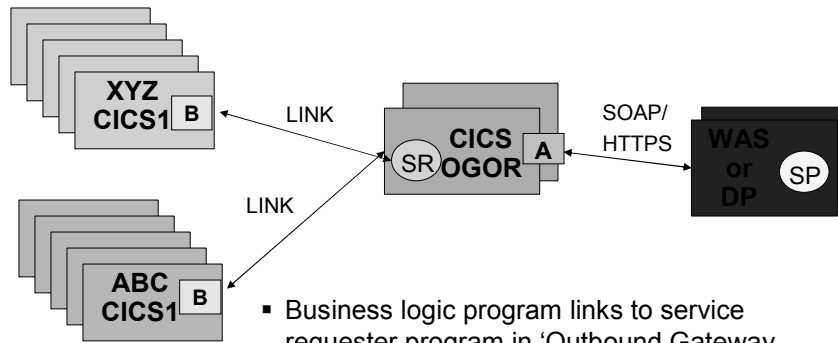 XYZ
CICS1
B
LINK
CICS
OGOR
SR
A
SOAP/
HTTPS
WAS
or
DP
SP
LINK
ABC
CICS1
B
▪ Business logic program links to service
requester program in ‘Outbound Gateway